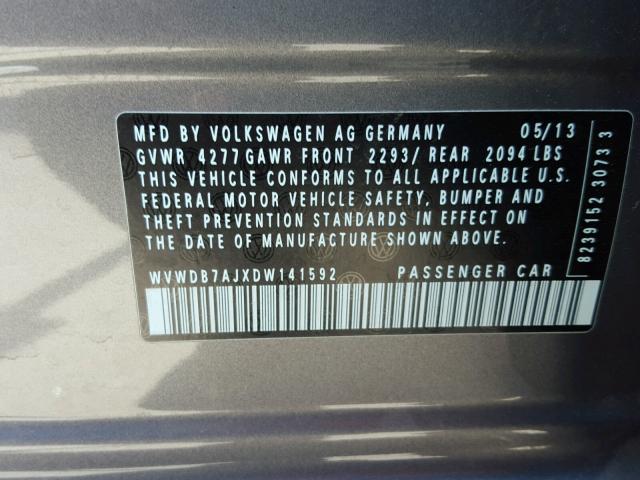 MFD BY VOLKSWAGEN AG GERMANY 05/13
GVWR 4277 GAWR FRONT 2293/ REAR 2094 LBS
THIS VEHICLE CONFORMS TO ALL APPLICABLE U.S.
FEDERAL MOTOR VEHICLE SAFETY, BUMPER AND
THEFT PREVENTION STANDARDS IN EFFECT ON
THE DATE OF MANUFACTURE SHOWN ABOVE.
WVWDB7AJXDW141592 PASSENGER CAR
8239152 3073 3